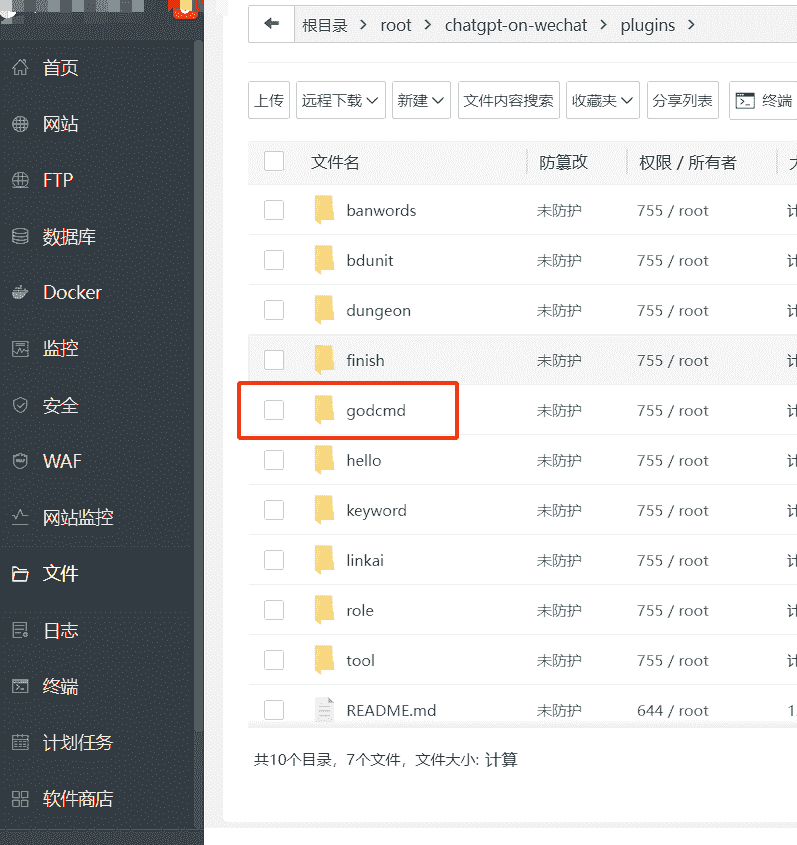 首页
网站
FTP
数据库
Docker
监控
安全
WAF
网站监控
文件
日志
终端
计划任务
软件商店
根目录 > root > chatgpt-on-wechat > plugins >
上传 远程下载 新建 文件内容搜索 收藏夹 分享列表 终端
文件名 防篡改 权限 / 所有者
banwords 未防护 755 / root
bdunit 未防护 755 / root
dungeon 未防护 755 / root
finish 未防护 755 / root
godcmd 未防护 755 / root
hello 未防护 755 / root
keyword 未防护 755 / root
linkai 未防护 755 / root
role 未防护 755 / root
tool 未防护 755 / root
README.md 未防护 644 / root
共10个目录，7个文件，文件大小: 计算